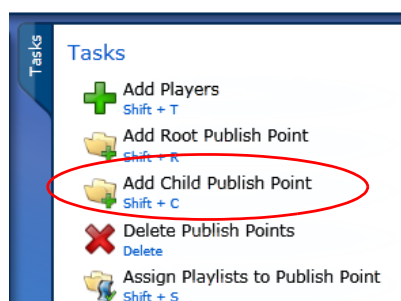 Tasks
Tasks
Add Players
Shift + T
Add Root Publish Point
Shift + R
Add Child Publish Point
Shift + C
Delete Publish Points
Delete
Assign Playlists to Publish Point
Shift + S